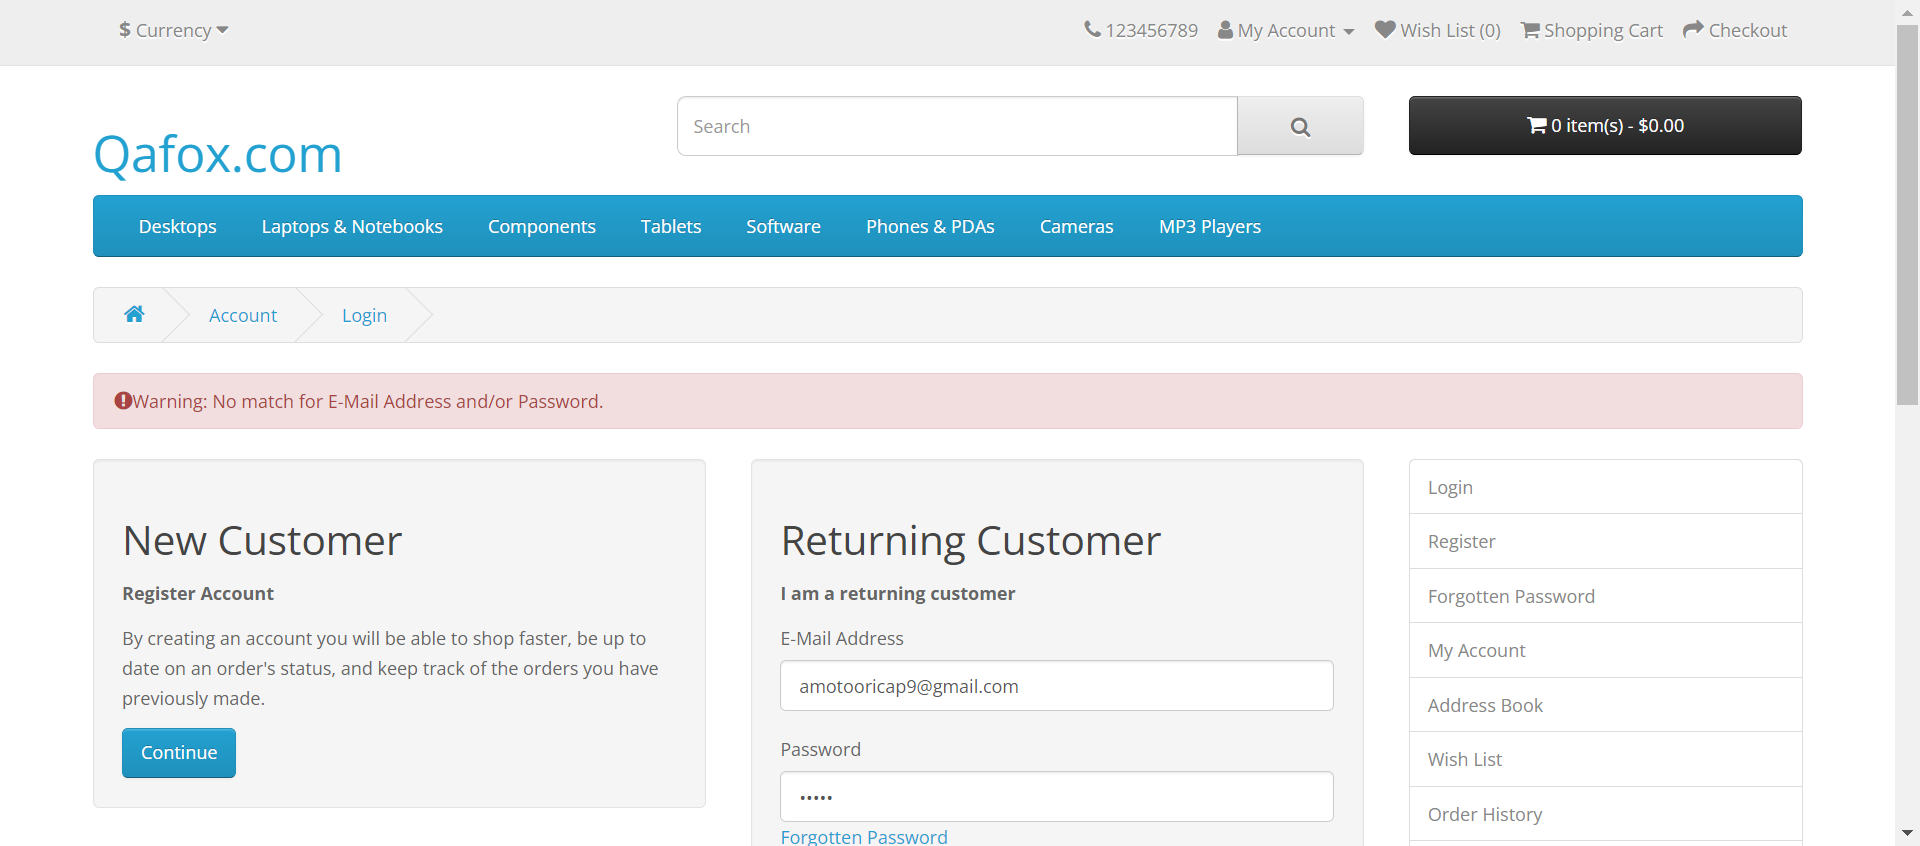 $ Currency
123456789 My Account Wish List (0) Shopping Cart Checkout
Qafox.com
Search
0 item(s) - $0.00
Desktops Laptops & Notebooks Components Tablets Software Phones & PDAs Cameras MP3 Players
Account Login
Warning: No match for E-Mail Address and/or Password.
New Customer
Register Account
By creating an account you will be able to shop faster, be up to
date on an order's status, and keep track of the orders you have
previously made.
Continue
Returning Customer
I am a returning customer
E-Mail Address
amotooricap9@gmail.com
Password
•••••
Forgotten Password
Login
Register
Forgotten Password
My Account
Address Book
Wish List
Order History